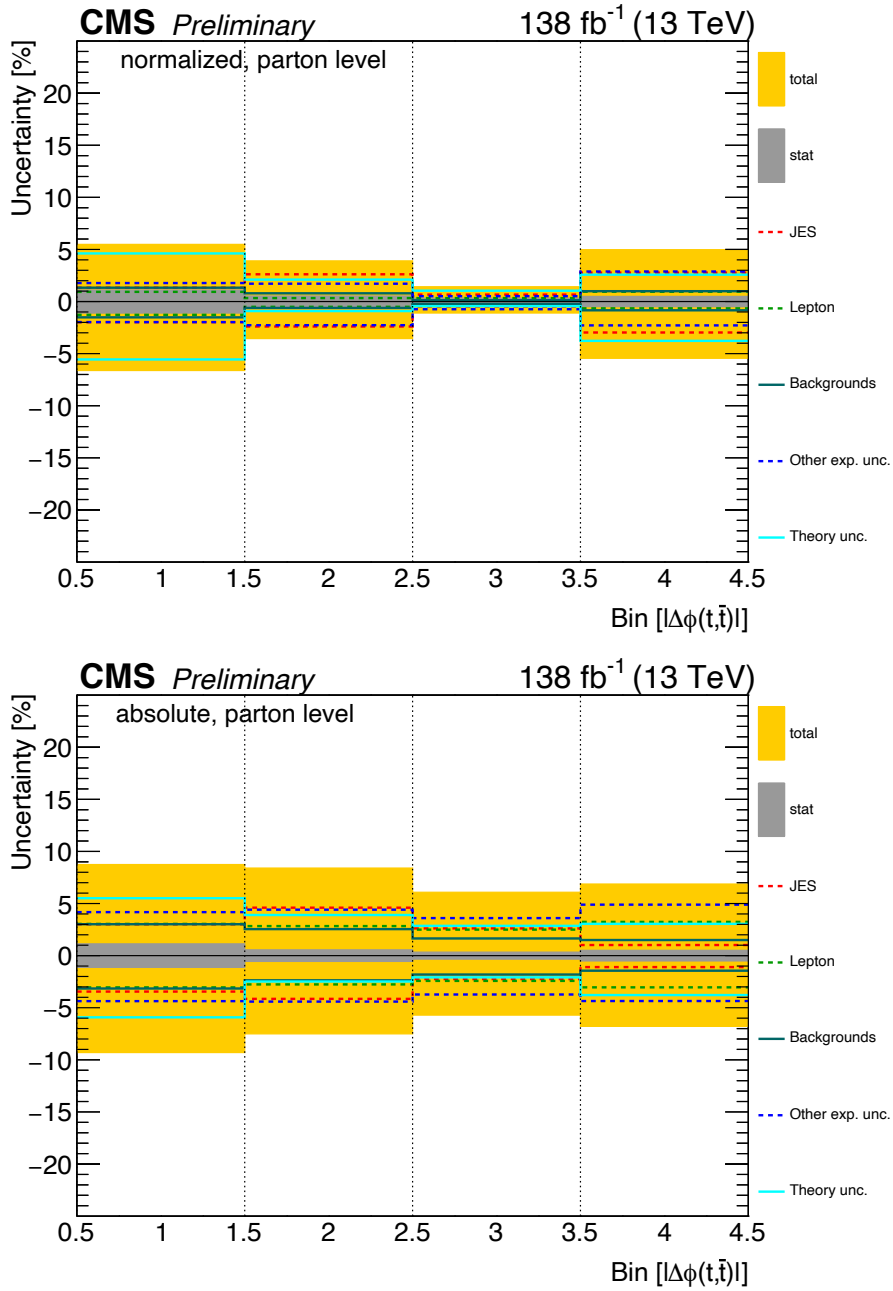 CMS Preliminary 138 fb⁻¹ (13 TeV)
normalized, parton level
Uncertainty [%]
20
15
10
5
0
−5
−10
−15
−20
0.5 1 1.5 2 2.5 3 3.5 4 4.5
Bin [|Δϕ(t,t̄)|]
total
stat
JES
Lepton
Backgrounds
Other exp. unc.
Theory unc.
CMS Preliminary 138 fb⁻¹ (13 TeV)
absolute, parton level
Uncertainty [%]
20
15
10
5
0
−5
−10
−15
−20
0.5 1 1.5 2 2.5 3 3.5 4 4.5
Bin [|Δϕ(t,t̄)|]
total
stat
JES
Lepton
Backgrounds
Other exp. unc.
Theory unc.